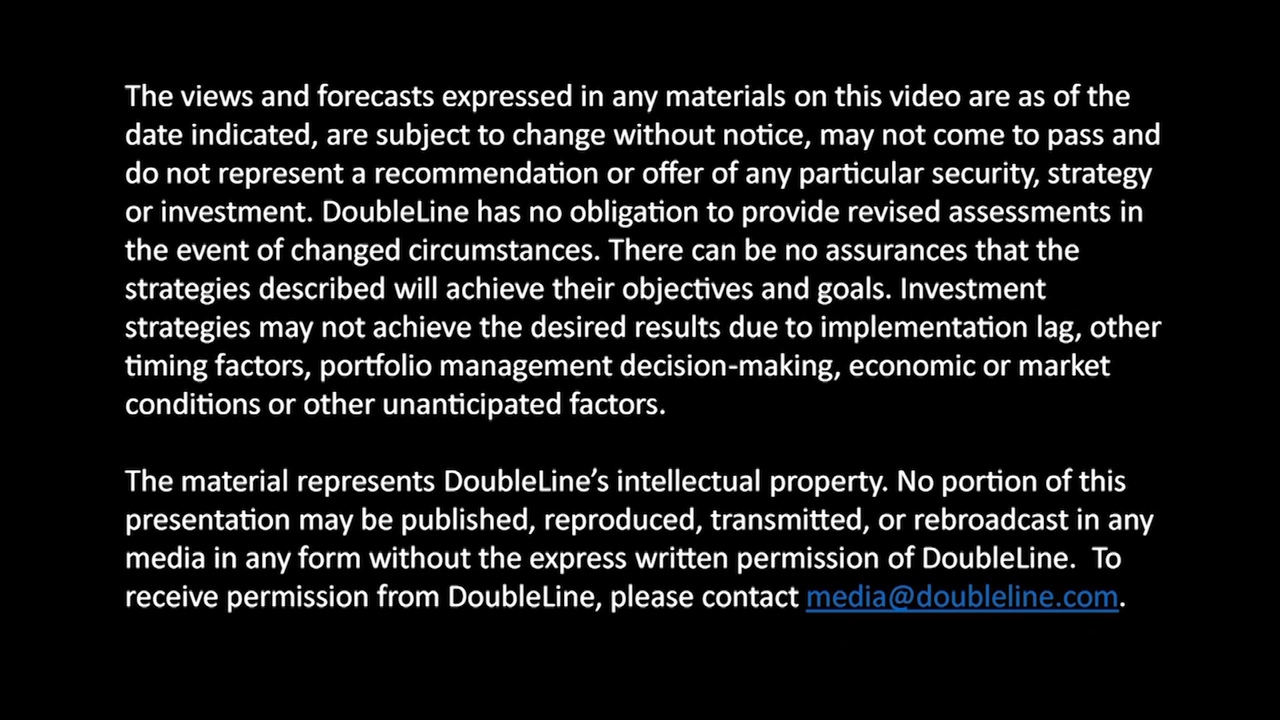 The views and forecasts expressed in any materials on this video are as of the
date indicated, are subject to change without notice, may not come to pass and
do not represent a recommendation or offer of any particular security, strategy
or investment. DoubleLine has no obligation to provide revised assessments in
the event of changed circumstances. There can be no assurances that the
strategies described will achieve their objectives and goals. Investment
strategies may not achieve the desired results due to implementation lag, other
timing factors, portfolio management decision-making, economic or market
conditions or other unanticipated factors.
The material represents DoubleLine’s intellectual property. No portion of this
presentation may be published, reproduced, transmitted, or rebroadcast in any
media in any form without the express written permission of DoubleLine.  To
receive permission from DoubleLine, please contact media@doubleline.com.